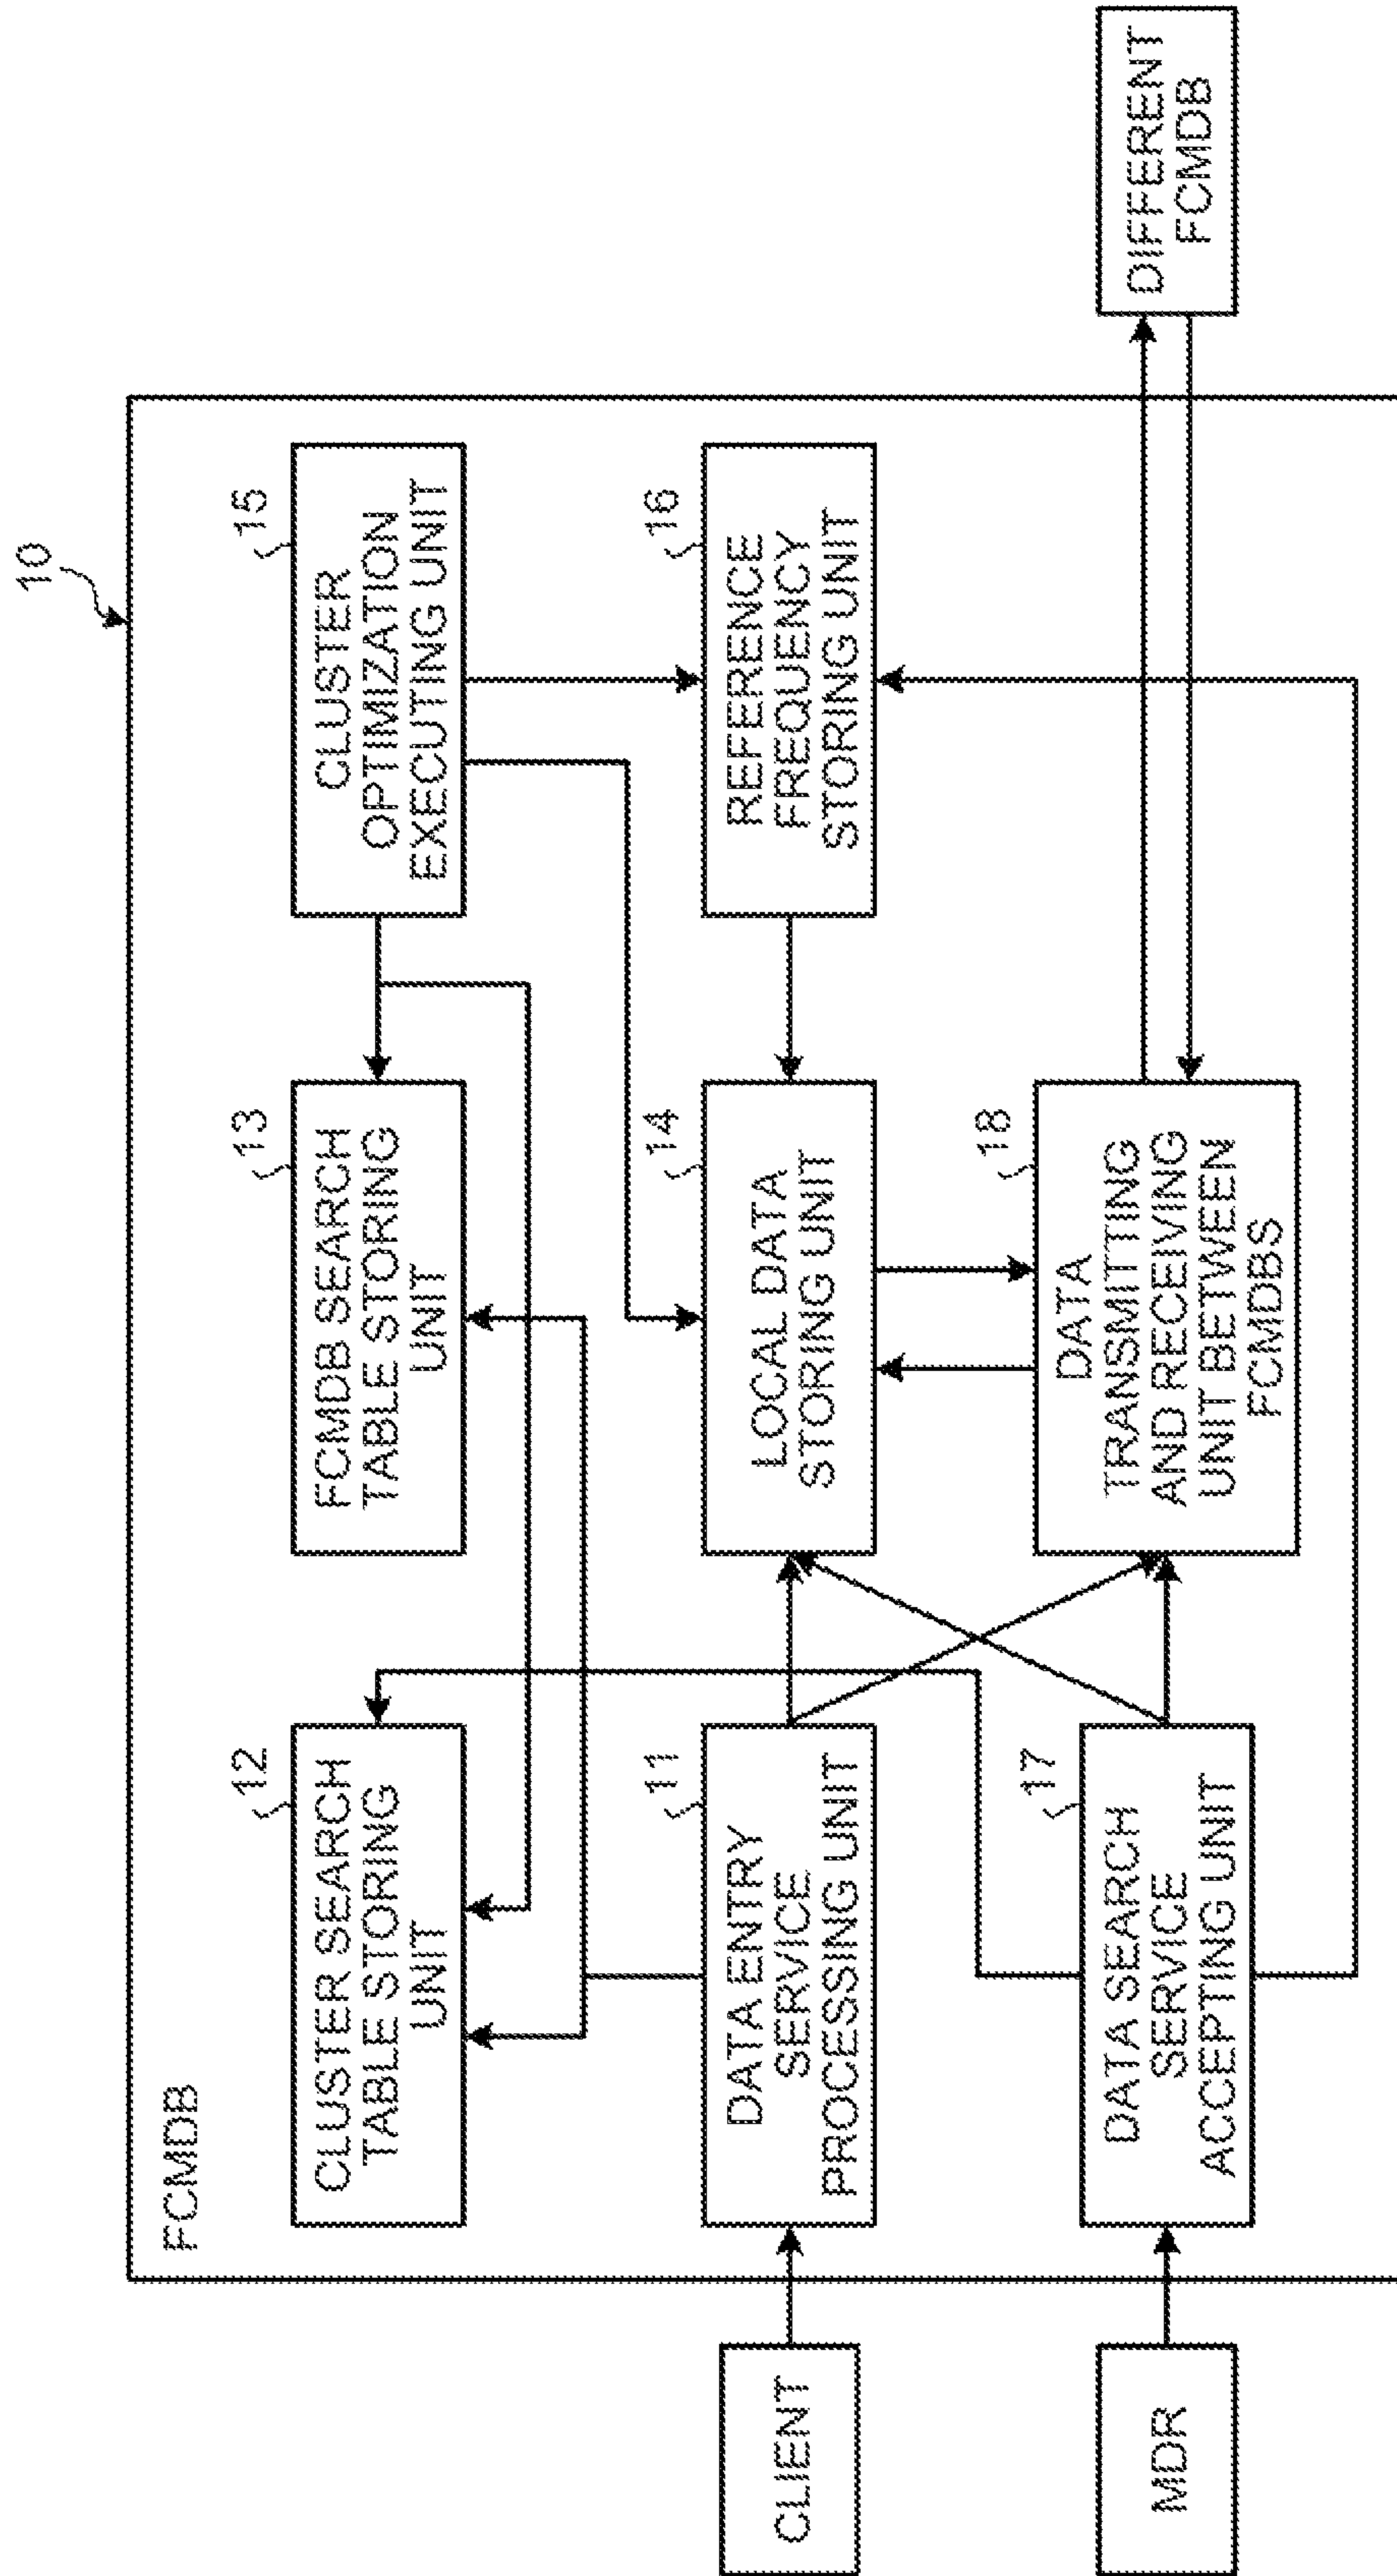 10
FCMDB
12
CLUSTER SEARCH
TABLE STORING
UNIT
13
FCMDB SEARCH
TABLE STORING
UNIT
15
CLUSTER
OPTIMIZATION
EXECUTING UNIT
CLIENT
11
DATA ENTRY
SERVICE
PROCESSING UNIT
14
LOCAL DATA
STORING UNIT
16
REFERENCE
FREQUENCY
STORING UNIT
MDR
17
DATA SEARCH
SERVICE
ACCEPTING UNIT
18
DATA
TRANSMITTING
AND RECEIVING
UNIT BETWEEN
FCMDBS
DIFFERENT
FCMDB